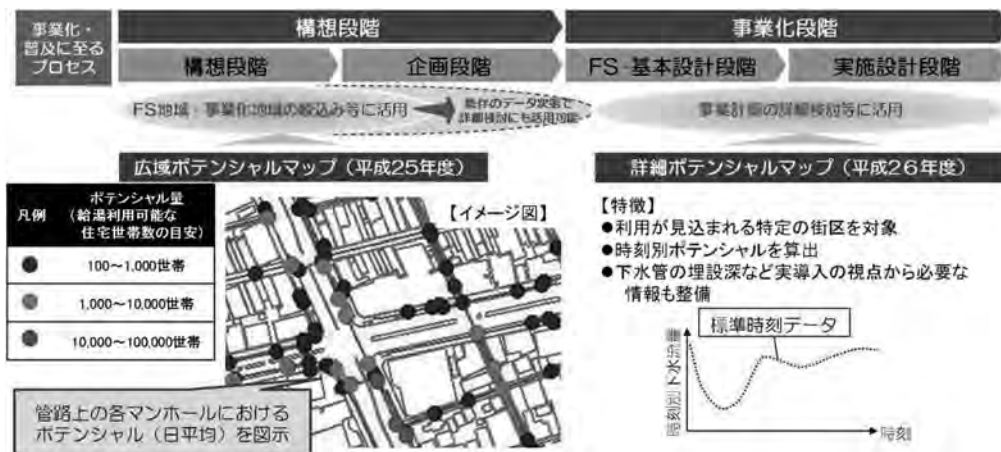 事業化・
普及に至る
プロセス
構想段階
事業化段階
構想段階
企画段階
FS・基本設計段階
実施設計段階
FS地域・事業化地域の絞込み等に活用
既存のデータ次第で
詳細検討にも活用可能
事業計画の詳細検討等に活用
広域ポテンシャルマップ（平成25年度）
詳細ポテンシャルマップ（平成26年度）
凡例
ポテンシャル量
（給湯利用可能な
住宅世帯数の目安）
100～1,000世帯
1,000～10,000世帯
10,000～100,000世帯
【イメージ図】
管路上の各マンホールにおける
ポテンシャル（日平均）を図示
【特徴】
●利用が見込まれる特定の街区を対象
●時刻別ポテンシャルを算出
●下水管の埋設深など実導入の視点から必要な
情報も整備
標準時刻データ
時刻別下水流量
時刻